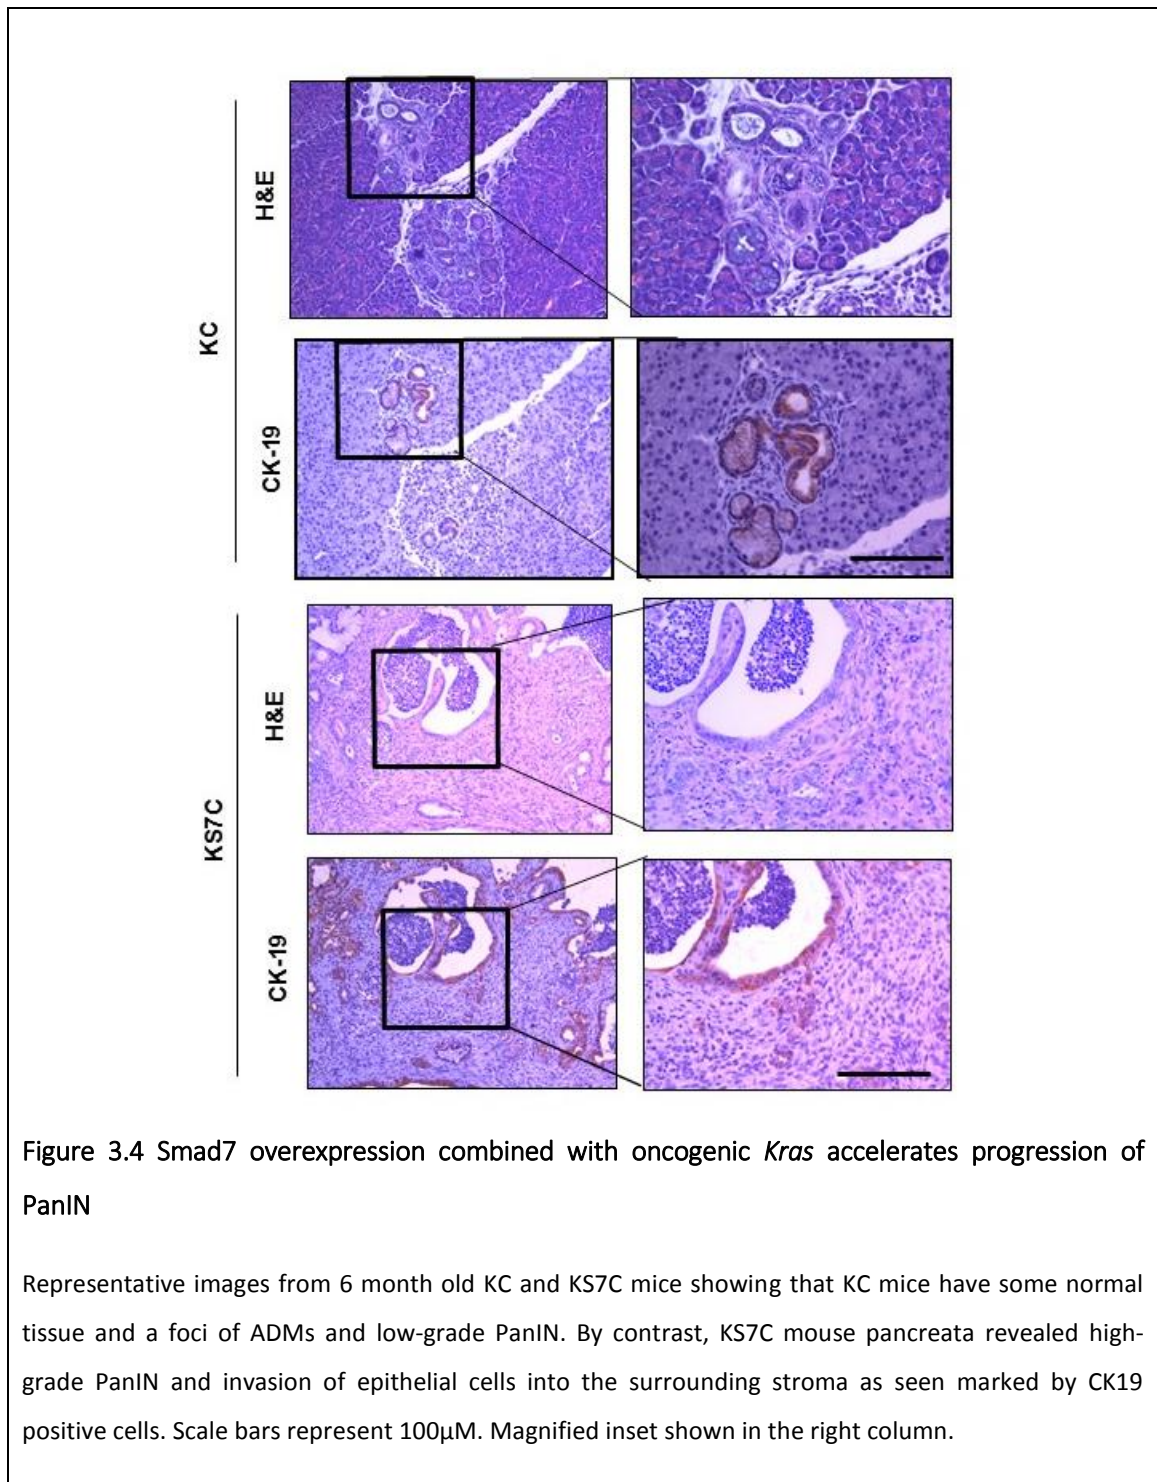 KC
H&E
CK-19
KS7C
H&E
CK-19
Figure 3.4 Smad7 overexpression combined with oncogenic Kras accelerates progression of
PanIN
Representative images from 6 month old KC and KS7C mice showing that KC mice have some normal
tissue and a foci of ADMs and low-grade PanIN. By contrast, KS7C mouse pancreata revealed high-
grade PanIN and invasion of epithelial cells into the surrounding stroma as seen marked by CK19
positive cells. Scale bars represent 100µM. Magnified inset shown in the right column.